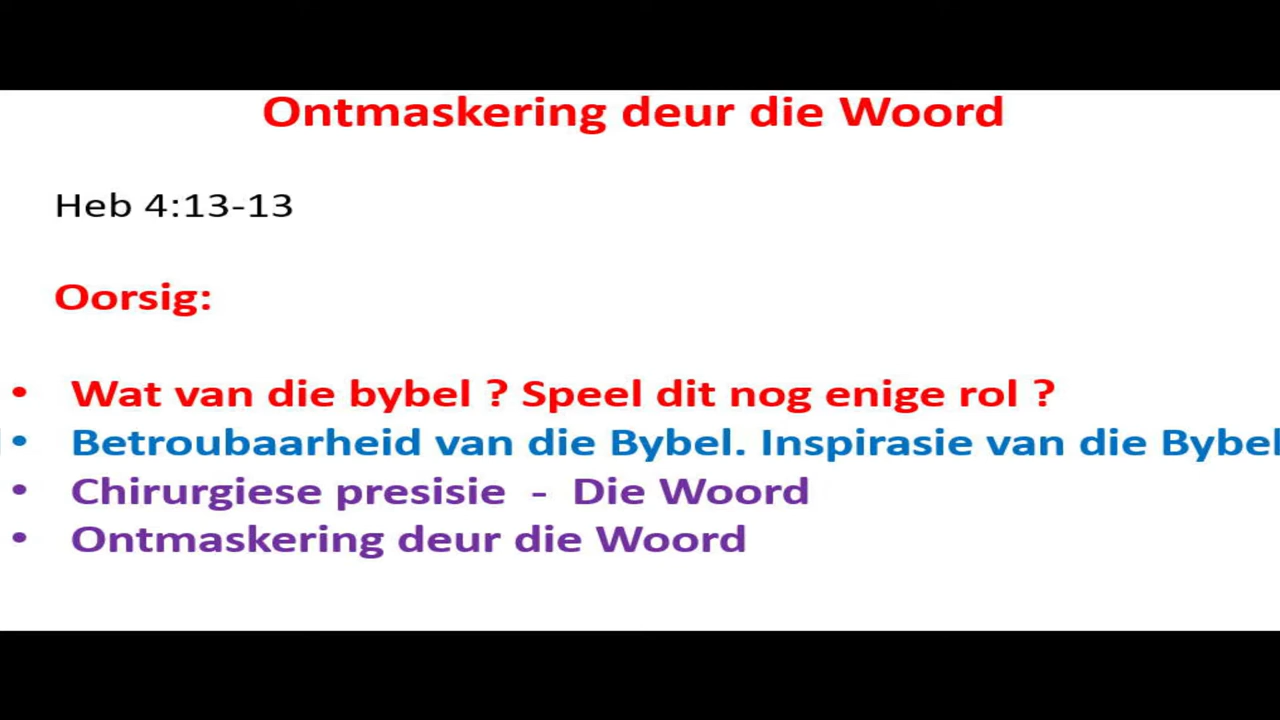 Ontmaskering deur die Woord
Heb 4:13-13
Oorsig:
• Wat van die bybel ? Speel dit nog enige rol ?
• Betroubaarheid van die Bybel. Inspirasie van die Bybel
• Chirurgiese presisie - Die Woord
• Ontmaskering deur die Woord